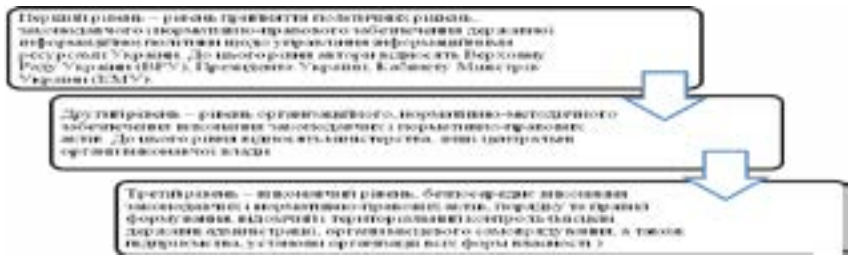 Перший рівень – рівень прийняття політичних рішень,
законодавчого і нормативно-правового забезпечення державної
інформаційної політики щодо управління інформаційними
ресурсами України. До цього рівня автори відносять Верховну
Раду України (ВРУ), Президента України, Кабінету Міністрів
України (КМУ).
Другий рівень – рівень організаційного, нормативно-методичного
забезпечення виконання законодавчих і нормативно-правових
актів. До цього рівня відносять міністерства, інші центральні
органи виконавчої влади
Третій рівень – виконавчий рівень, безпосереднє виконання
законодавчих і нормативно-правових актів, порядку та правил
формування, територіальний контроль
державні адміністрації, органи місцевого самоврядування, а також
підприємства, установи організації всіх форм власності )